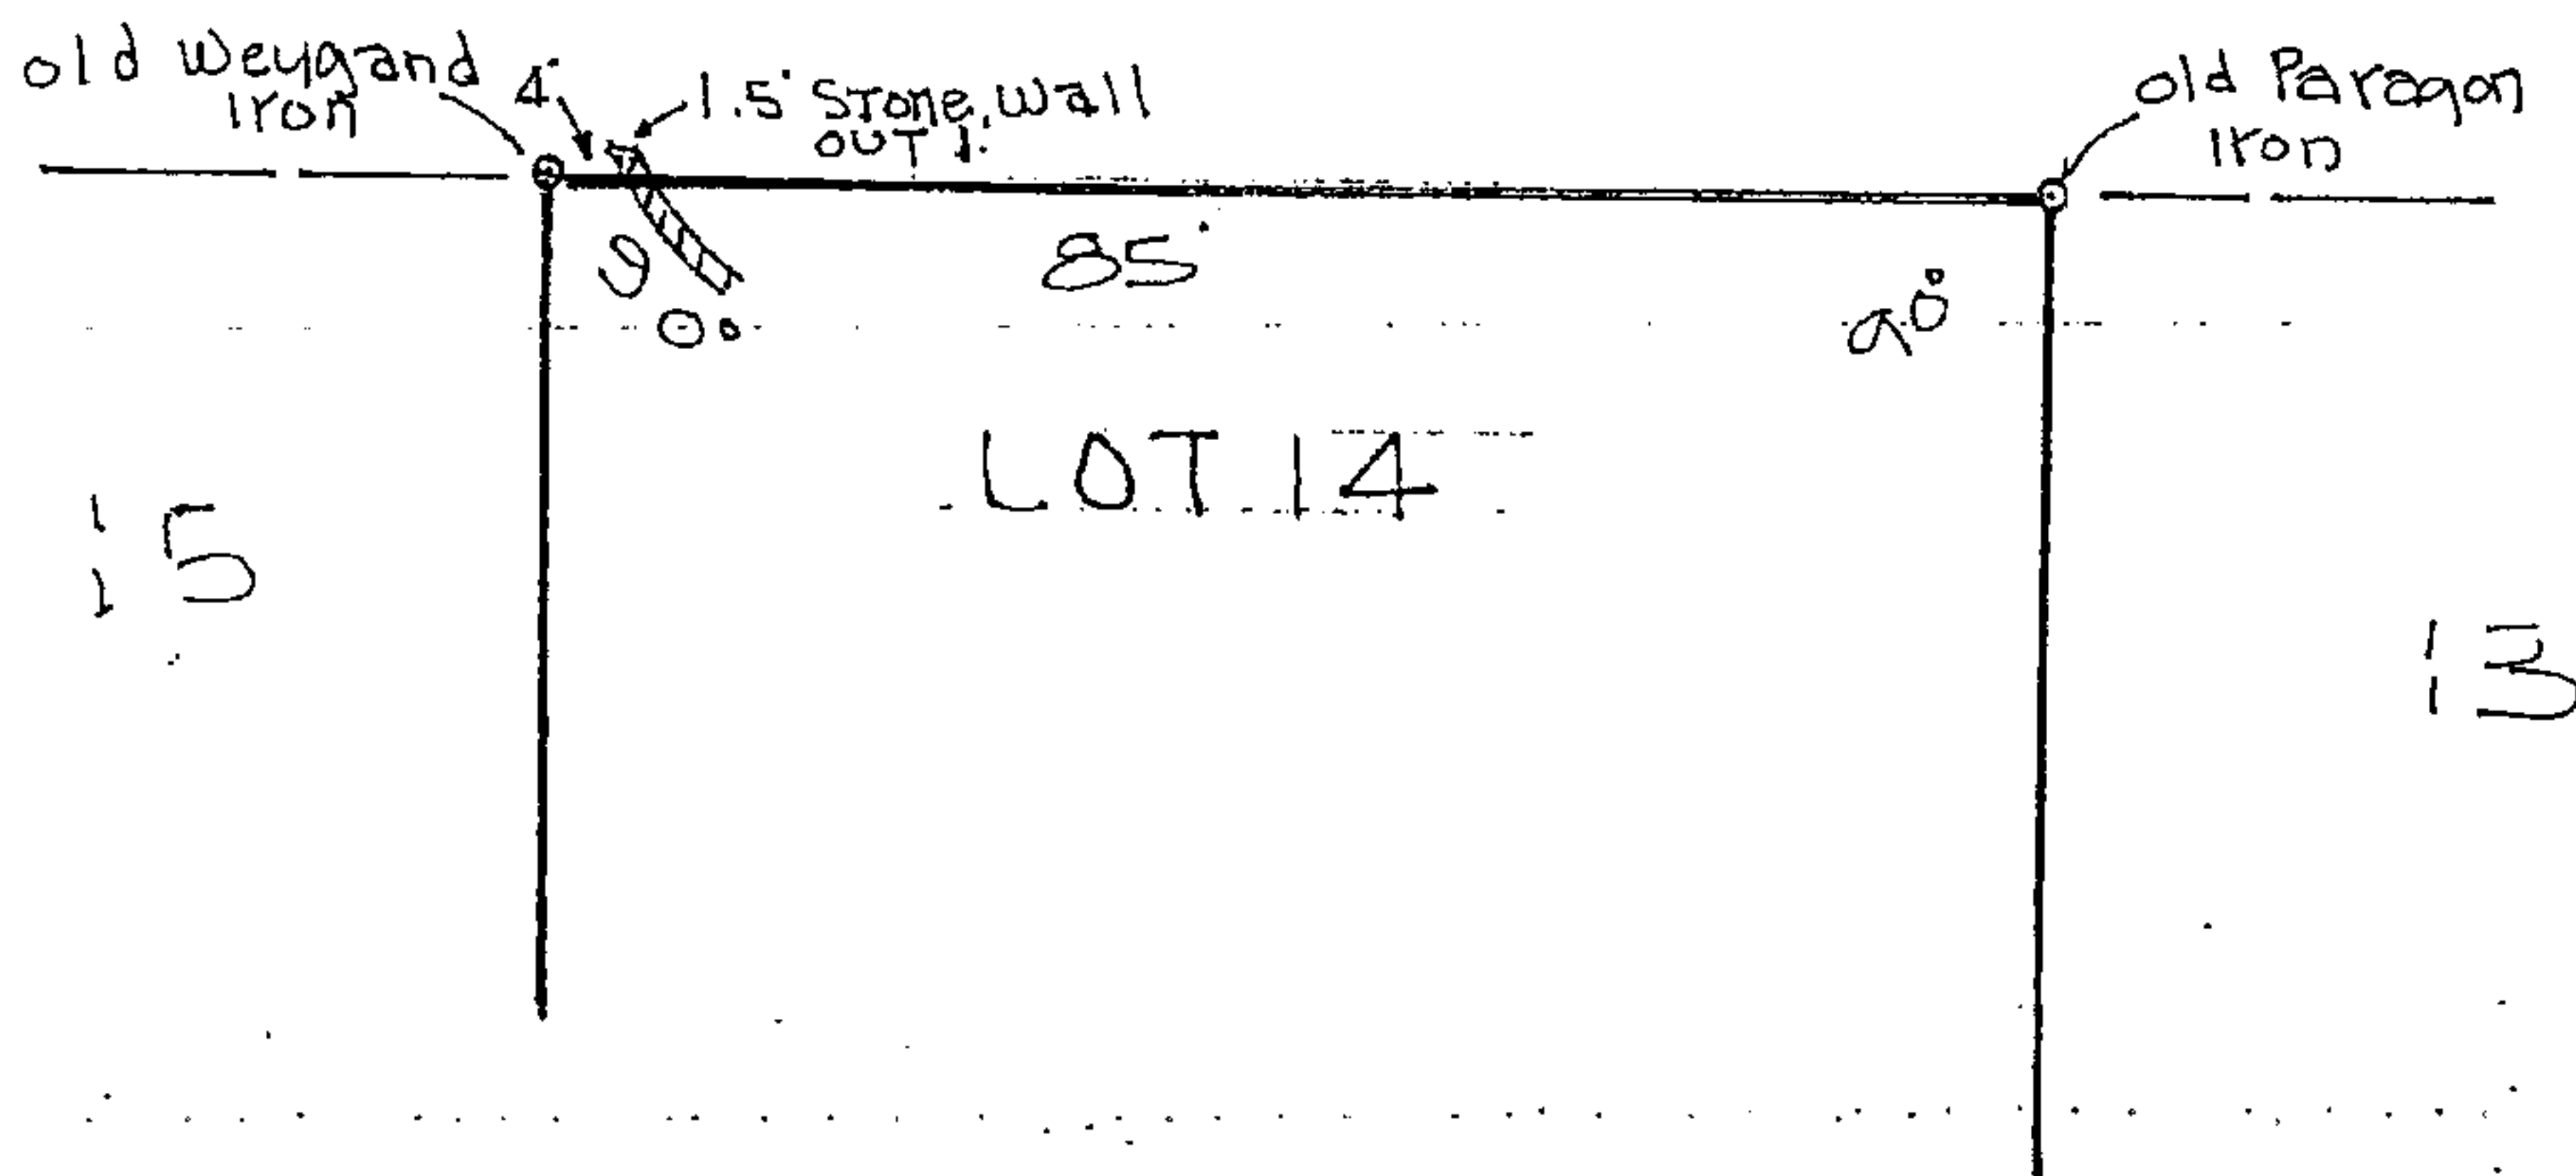 old Weygand
Iron
4'
1.5' Stone Wall
OUT 1'
old Paragon
Iron
85'
90°
90°
LOT 14
15
13